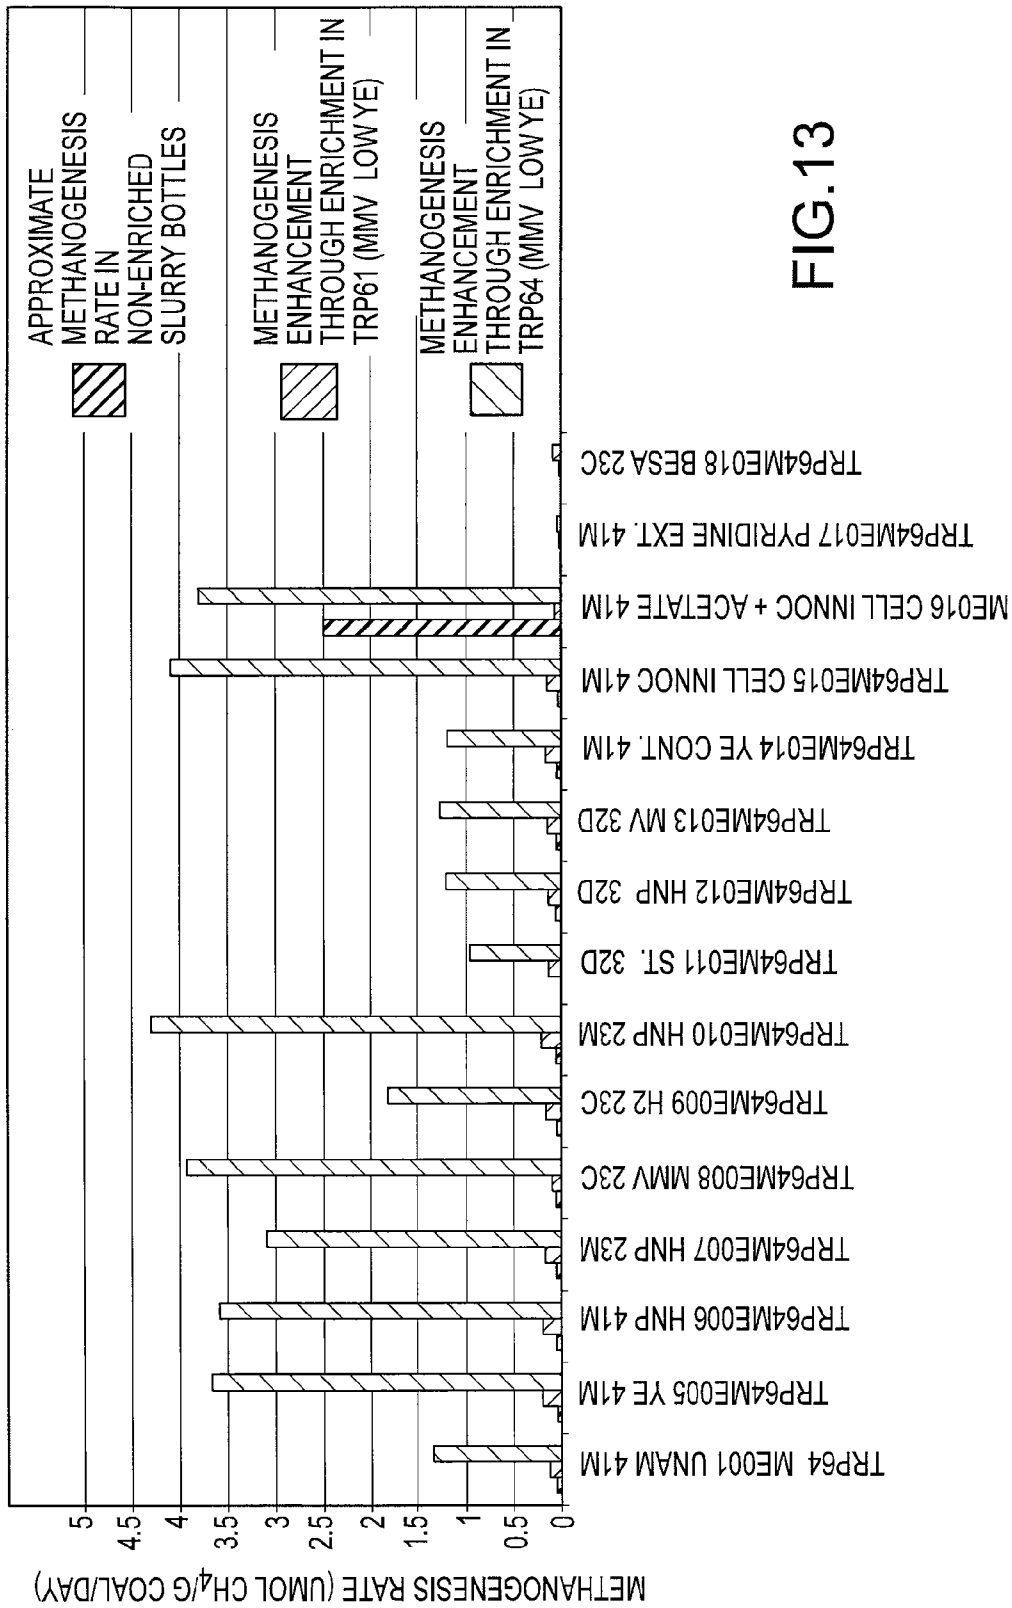 METHANOGENESIS RATE (UMOL CH4/G COAL/DAY)
5
4.5
4
3.5
3
2.5
2
1.5
1
0.5
0
APPROXIMATE
METHANOGENESIS
RATE IN
NON-ENRICHED
SLURRY BOTTLES
METHANOGENESIS
ENHANCEMENT
THROUGH ENRICHMENT IN
TRP61 (MMV LOW YE)
METHANOGENESIS
ENHANCEMENT
THROUGH ENRICHMENT IN
TRP64 (MMV LOW YE)
TRP64 ME001 UNAM 41M
TRP64ME005 YE 41M
TRP64ME006 HNP 41M
TRP64ME007 HNP 23M
TRP64ME008 MMV 23C
TRP64ME009 H2 23C
TRP64ME010 HNP 23M
TRP64ME011 ST. 32D
TRP64ME012 HNP 32D
TRP64ME013 MV 32D
TRP64ME014 YE CONT. 41M
TRP64ME015 CELL INNOC 41M
ME016 CELL INNOC + ACETATE 41M
TRP64ME017 PYRIDINE EXT. 41M
TRP64ME018 BESA 23C
FIG.13